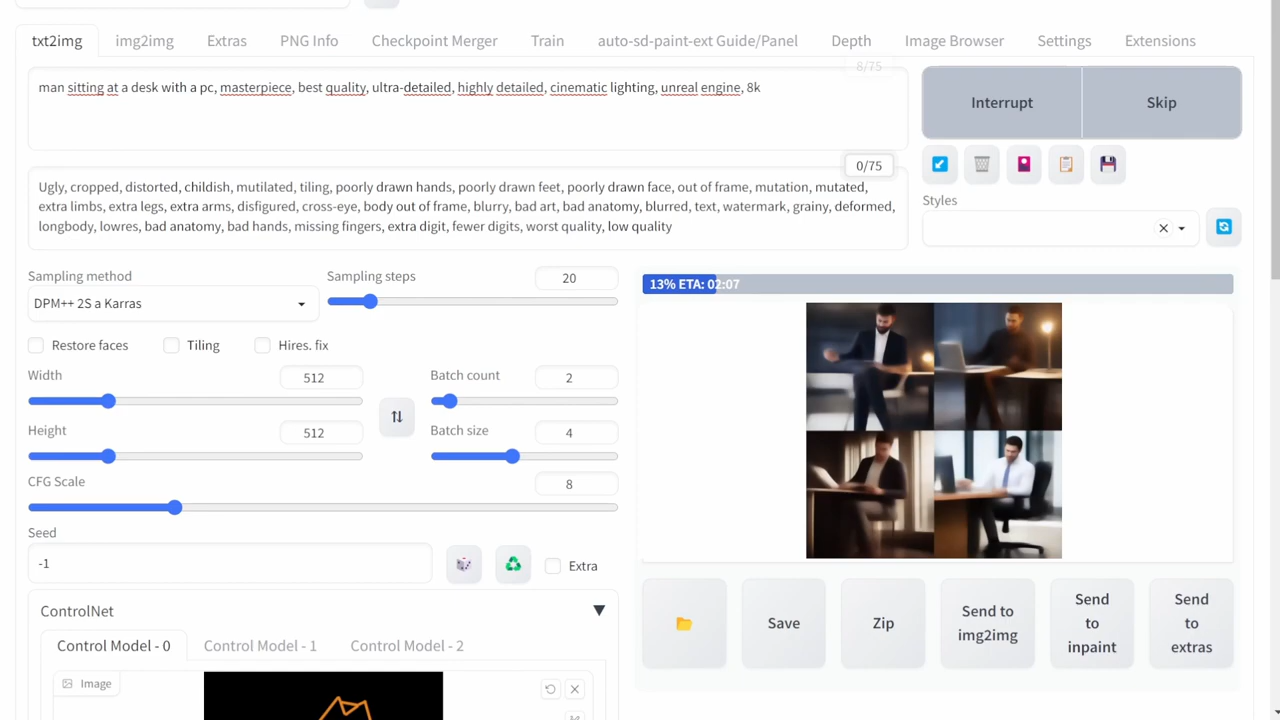 txt2img img2img Extras PNG Info Checkpoint Merger Train auto-sd-paint-ext Guide/Panel Depth Image Browser Settings Extensions
8/75
man sitting at a desk with a pc, masterpiece, best quality, ultra-detailed, highly detailed, cinematic lighting, unreal engine, 8k
Interrupt Skip
0/75
Ugly, cropped, distorted, childish, mutilated, tiling, poorly drawn hands, poorly drawn feet, poorly drawn face, out of frame, mutation, mutated,
extra limbs, extra legs, extra arms, disfigured, cross-eye, body out of frame, blurry, bad art, bad anatomy, blurred, text, watermark, grainy, deformed,
longbody, lowres, bad anatomy, bad hands, missing fingers, extra digit, fewer digits, worst quality, low quality
Styles
Sampling method
DPM++ 2S a Karras
Sampling steps 20
Restore faces Tiling Hires. fix
Width 512
Height 512
Batch count 2
Batch size 4
CFG Scale 8
Seed
-1
Extra
13% ETA: 02:07
Save Zip Send to img2img Send to inpaint Send to extras
ControlNet
Control Model - 0 Control Model - 1 Control Model - 2
Image